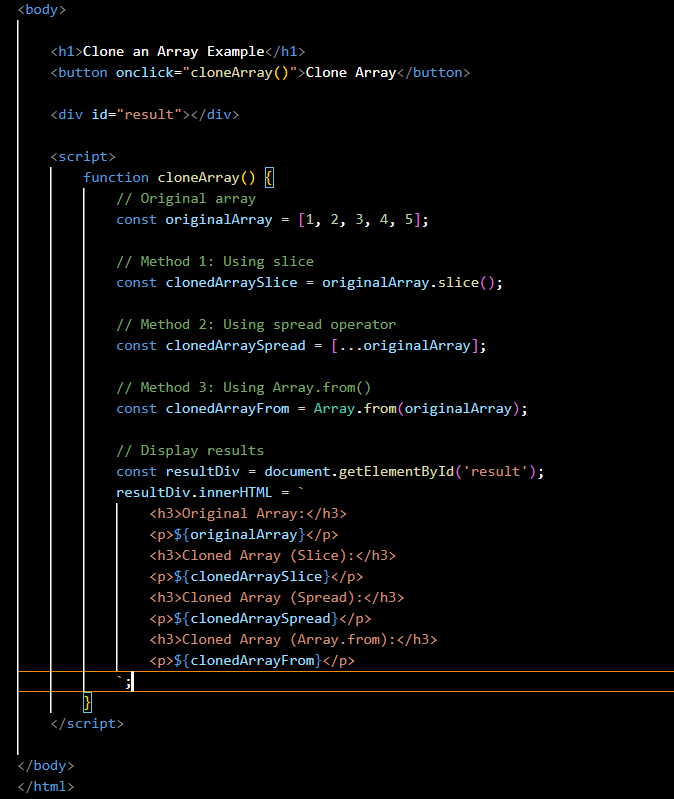 <body>
<h1>Clone an Array Example</h1>
<button onclick="cloneArray()">Clone Array</button>
<div id="result"></div>
<script>
function cloneArray() {
// Original array
const originalArray = [1, 2, 3, 4, 5];
// Method 1: Using slice
const clonedArraySlice = originalArray.slice();
// Method 2: Using spread operator
const clonedArraySpread = [...originalArray];
// Method 3: Using Array.from()
const clonedArrayFrom = Array.from(originalArray);
// Display results
const resultDiv = document.getElementById('result');
resultDiv.innerHTML = `
<h3>Original Array:</h3>
<p>${originalArray}</p>
<h3>Cloned Array (Slice):</h3>
<p>${clonedArraySlice}</p>
<h3>Cloned Array (Spread):</h3>
<p>${clonedArraySpread}</p>
<h3>Cloned Array (Array.from):</h3>
<p>${clonedArrayFrom}</p>
`;
}
</script>
</body>
</html>